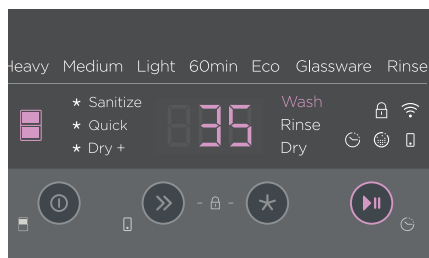 Heavy Medium Light 60min Eco Glassware Rinse
* Sanitize
* Quick
* Dry +
35
Wash
Rinse
Dry